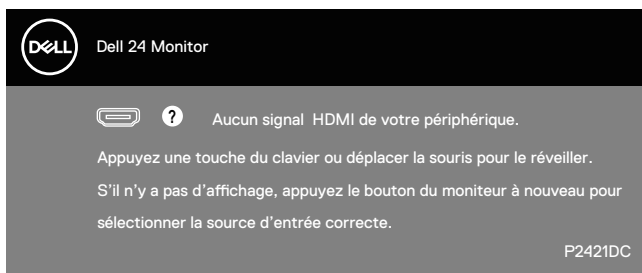 DELL Dell 24 Monitor
? Aucun signal HDMI de votre périphérique.
Appuyez une touche du clavier ou déplacer la souris pour le réveiller.
S'il n'y a pas d'affichage, appuyez le bouton du moniteur à nouveau pour
sélectionner la source d'entrée correcte.
P2421DC